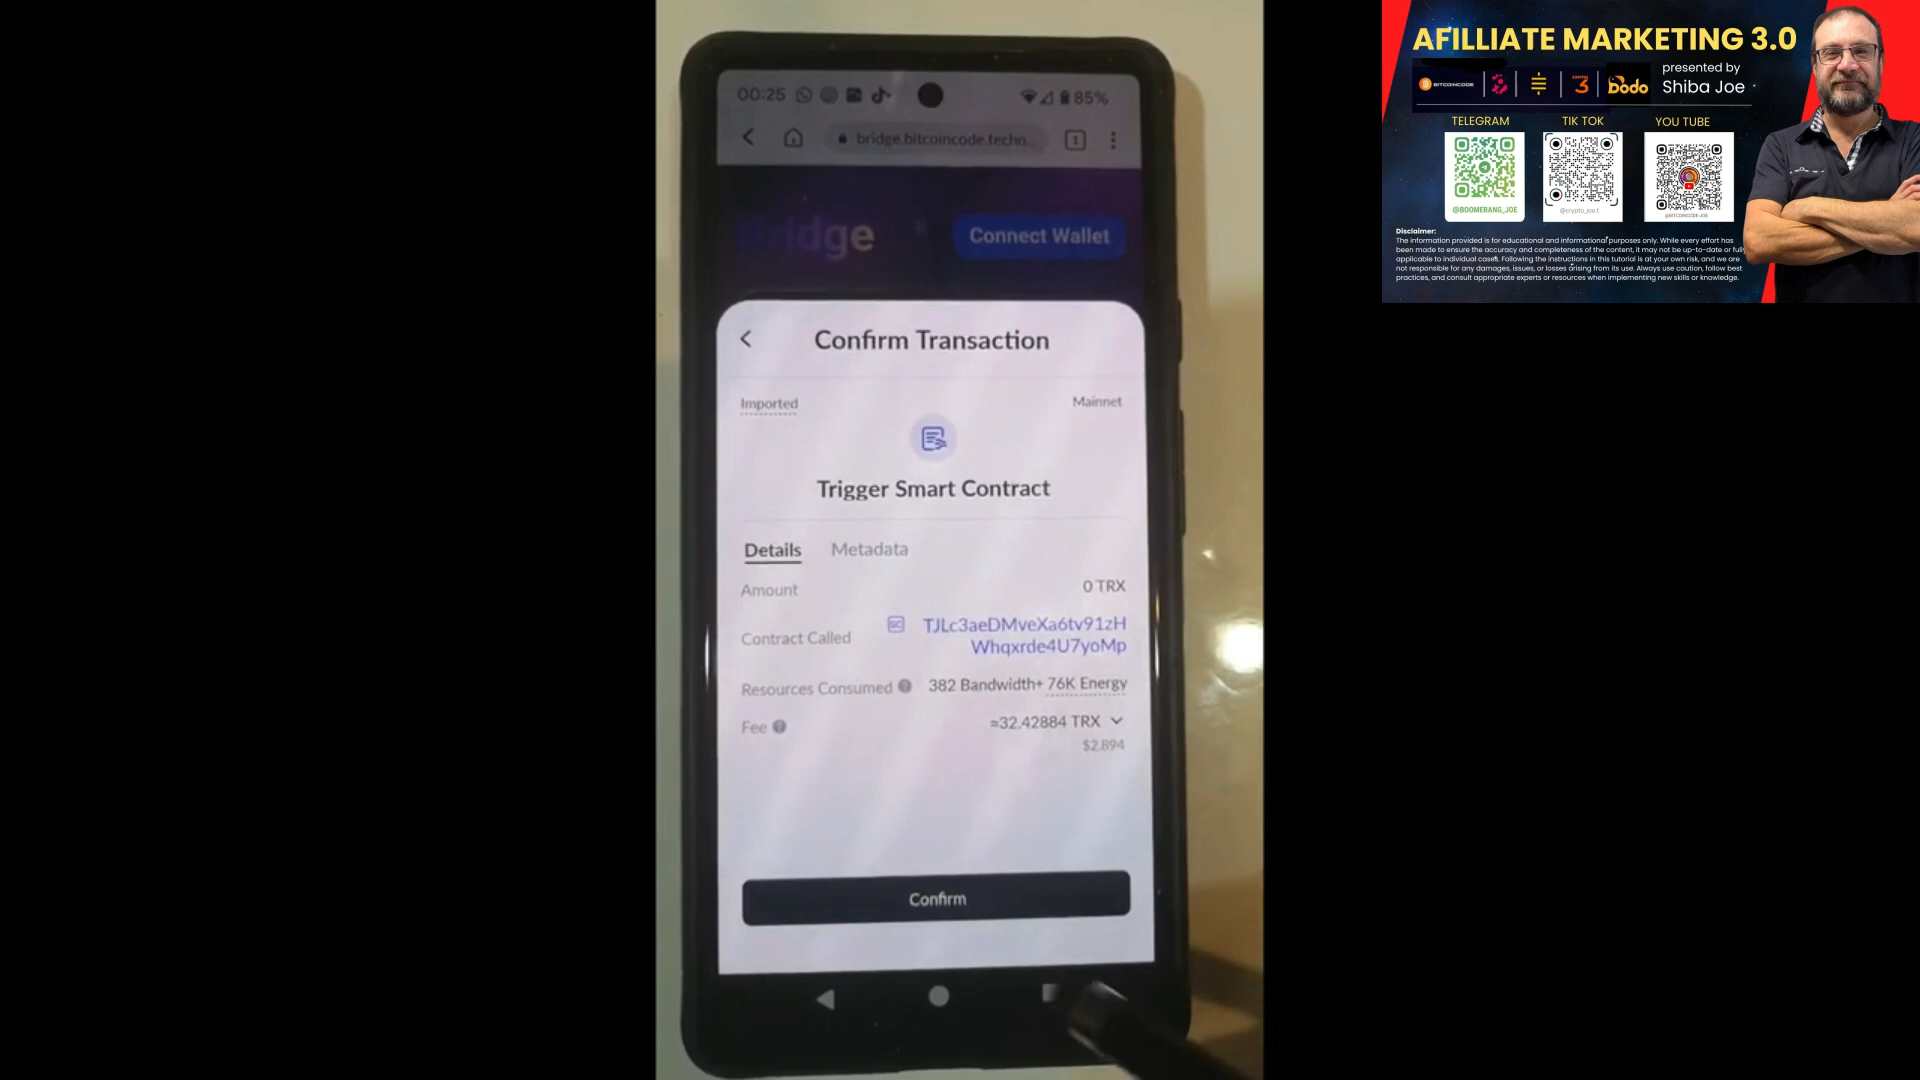 00:25
85%
bridge.bitcoincode.techn...
1
Bridge
Connect Wallet
Confirm Transaction
Imported
Mainnet
Trigger Smart Contract
Details
Metadata
Amount
0 TRX
Contract Called
SC
TJLc3aeDMveXa6tv91zH
Whqxrde4U7yoMp
Resources Consumed ?
382 Bandwidth+ 76K Energy
Fee ?
≈32.42884 TRX
$2.894
Confirm
AFILLIATE MARKETING 3.0
presented by
Shiba Joe
BITCOINCODE
3
Dodo
TELEGRAM
TIK TOK
YOU TUBE
@BOOMERANG_JOE
@crypto_joe.t
@BITCOINCODE.JOE
Disclaimer:
The information provided is for educational and informational purposes only. While every effort has
been made to ensure the accuracy and completeness of the content, it may not be up-to-date or fully
applicable to individual cases. Following the instructions in this tutorial is at your own risk, and we are
not responsible for any damages, issues, or losses arising from its use. Always use caution, follow best
practices, and consult appropriate experts or resources when implementing new skills or knowledge.